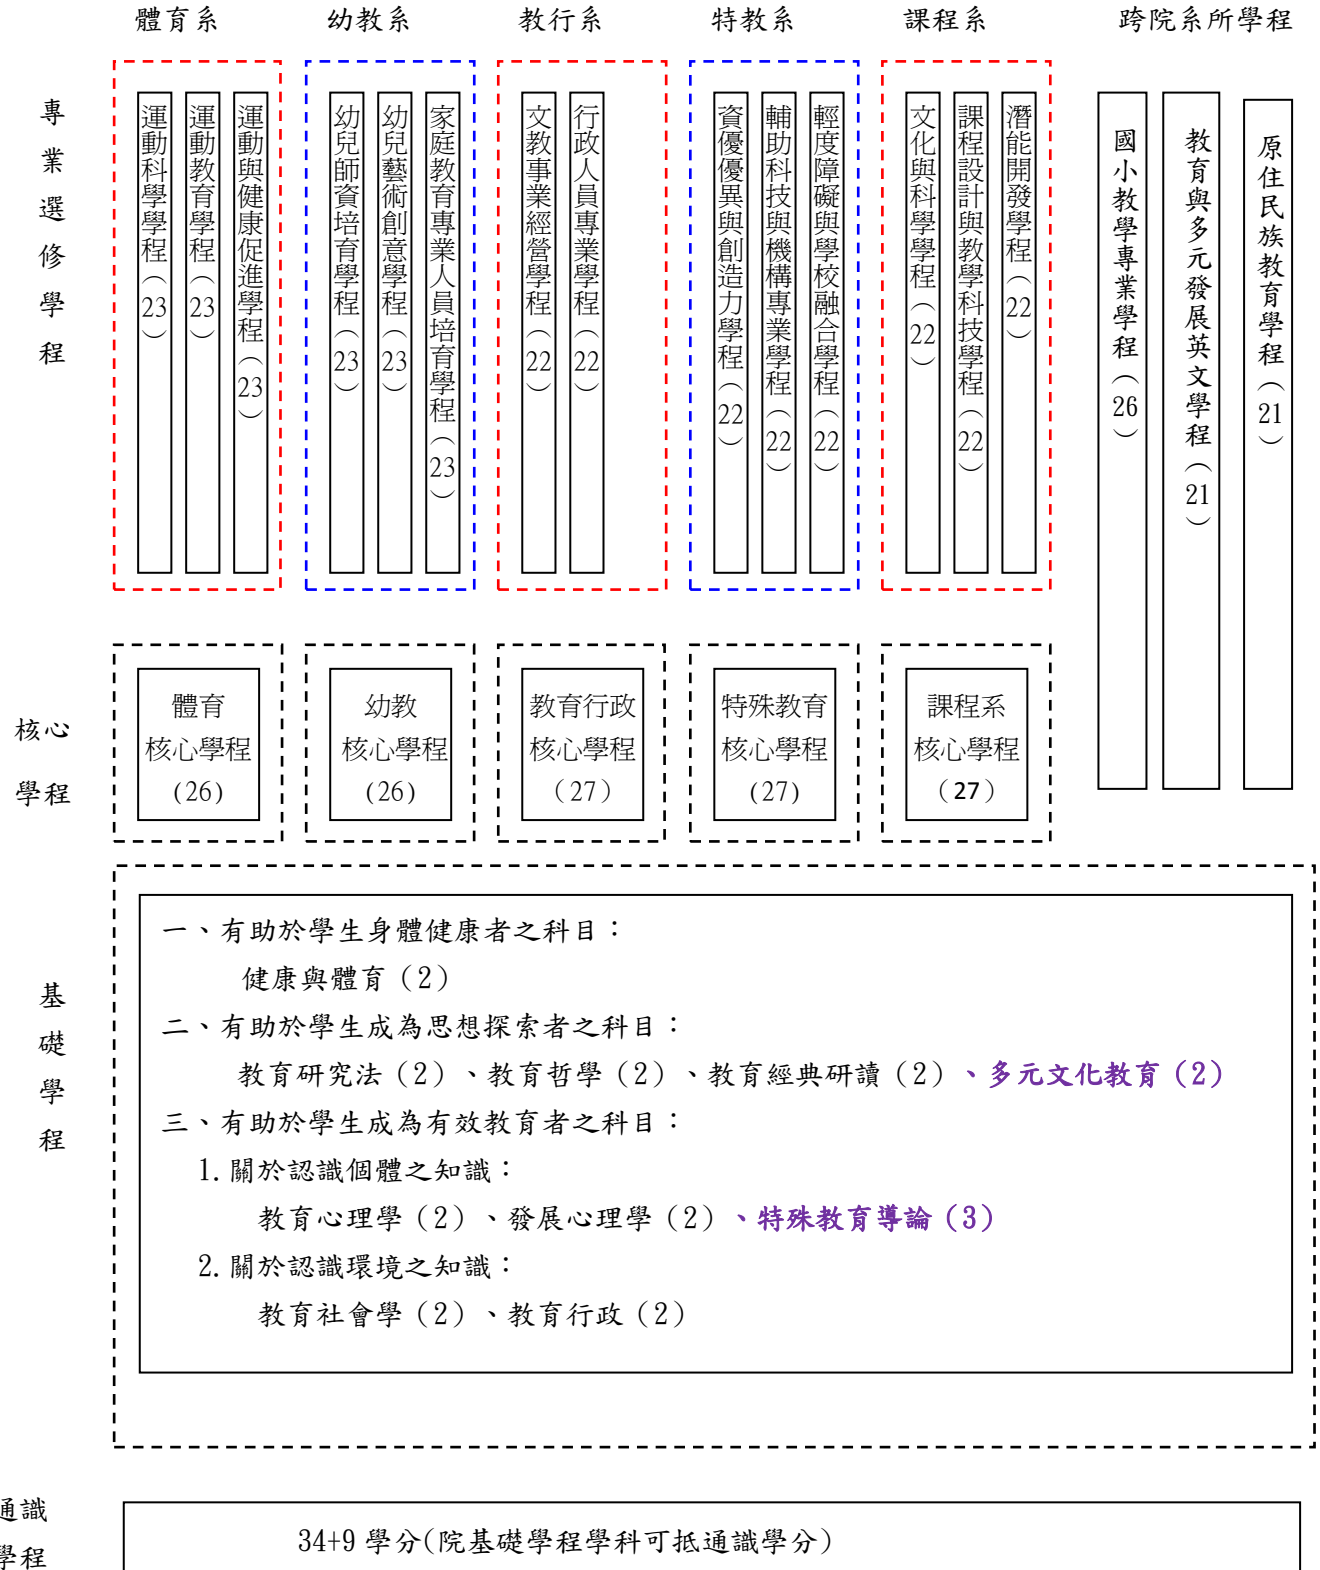 體育系 幼教系 教行系 特教系 課程系 跨院系所學程
專業選修學程
運動科學學程(23)
運動教育學程(23)
運動與健康促進學程(23)
幼兒師資培育學程(23)
幼兒藝術創意學程(23)
家庭教育專業人員培育學程(23)
文教事業經營學程(22)
行政人員專業學程(22)
資優優異與創造力學程(22)
輔助科技與機構專業學程(22)
輕度障礙與學校融合學程(22)
文化與科學學程(22)
課程設計與教學科技學程(22)
潛能開發學程(22)
國小教學專業學程(26)
教育與多元發展英文學程(21)
原住民族教育學程(21)
核心
學程
體育
核心學程
(26)
幼教
核心學程
(26)
教育行政
核心學程
（27）
特殊教育
核心學程
(27)
課程系
核心學程
（27）
基礎學程
一、有助於學生身體健康者之科目：
健康與體育（2）
二、有助於學生成為思想探索者之科目：
教育研究法（2）、教育哲學（2）、教育經典研讀（2）、多元文化教育（2）
三、有助於學生成為有效教育者之科目：
1.關於認識個體之知識：
教育心理學（2）、發展心理學（2）、特殊教育導論（3）
2.關於認識環境之知識：
教育社會學（2）、教育行政（2）
通識
學程
34+9 學分(院基礎學程學科可抵通識學分）